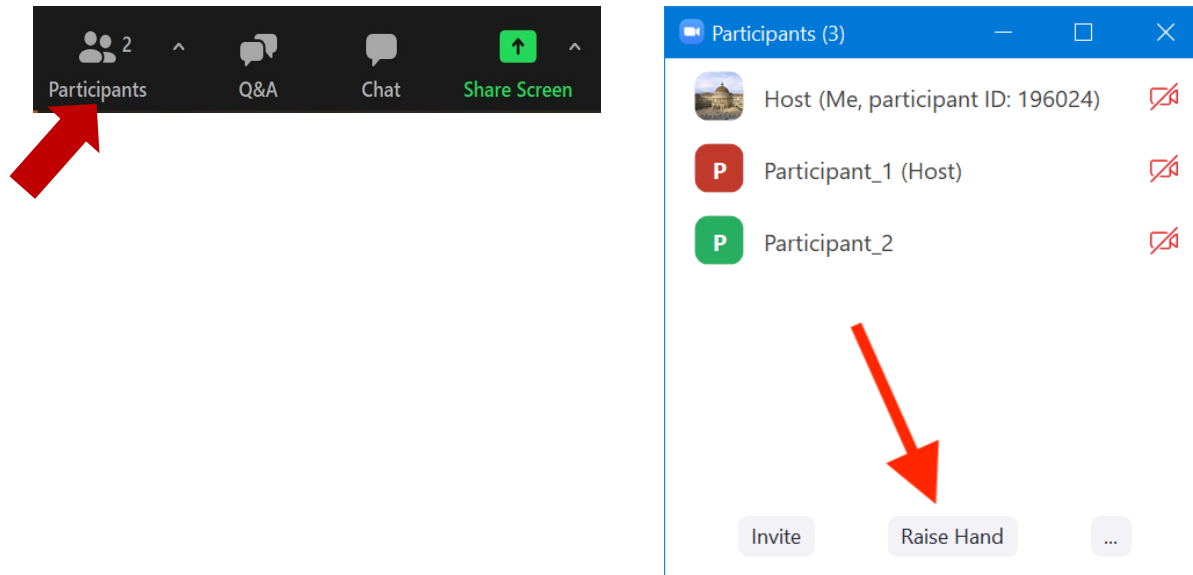 2
Participants
Q&A
Chat
Share Screen
Participants (3)
Host (Me, participant ID: 196024)
P
Participant_1 (Host)
P
Participant_2
Invite
Raise Hand
...